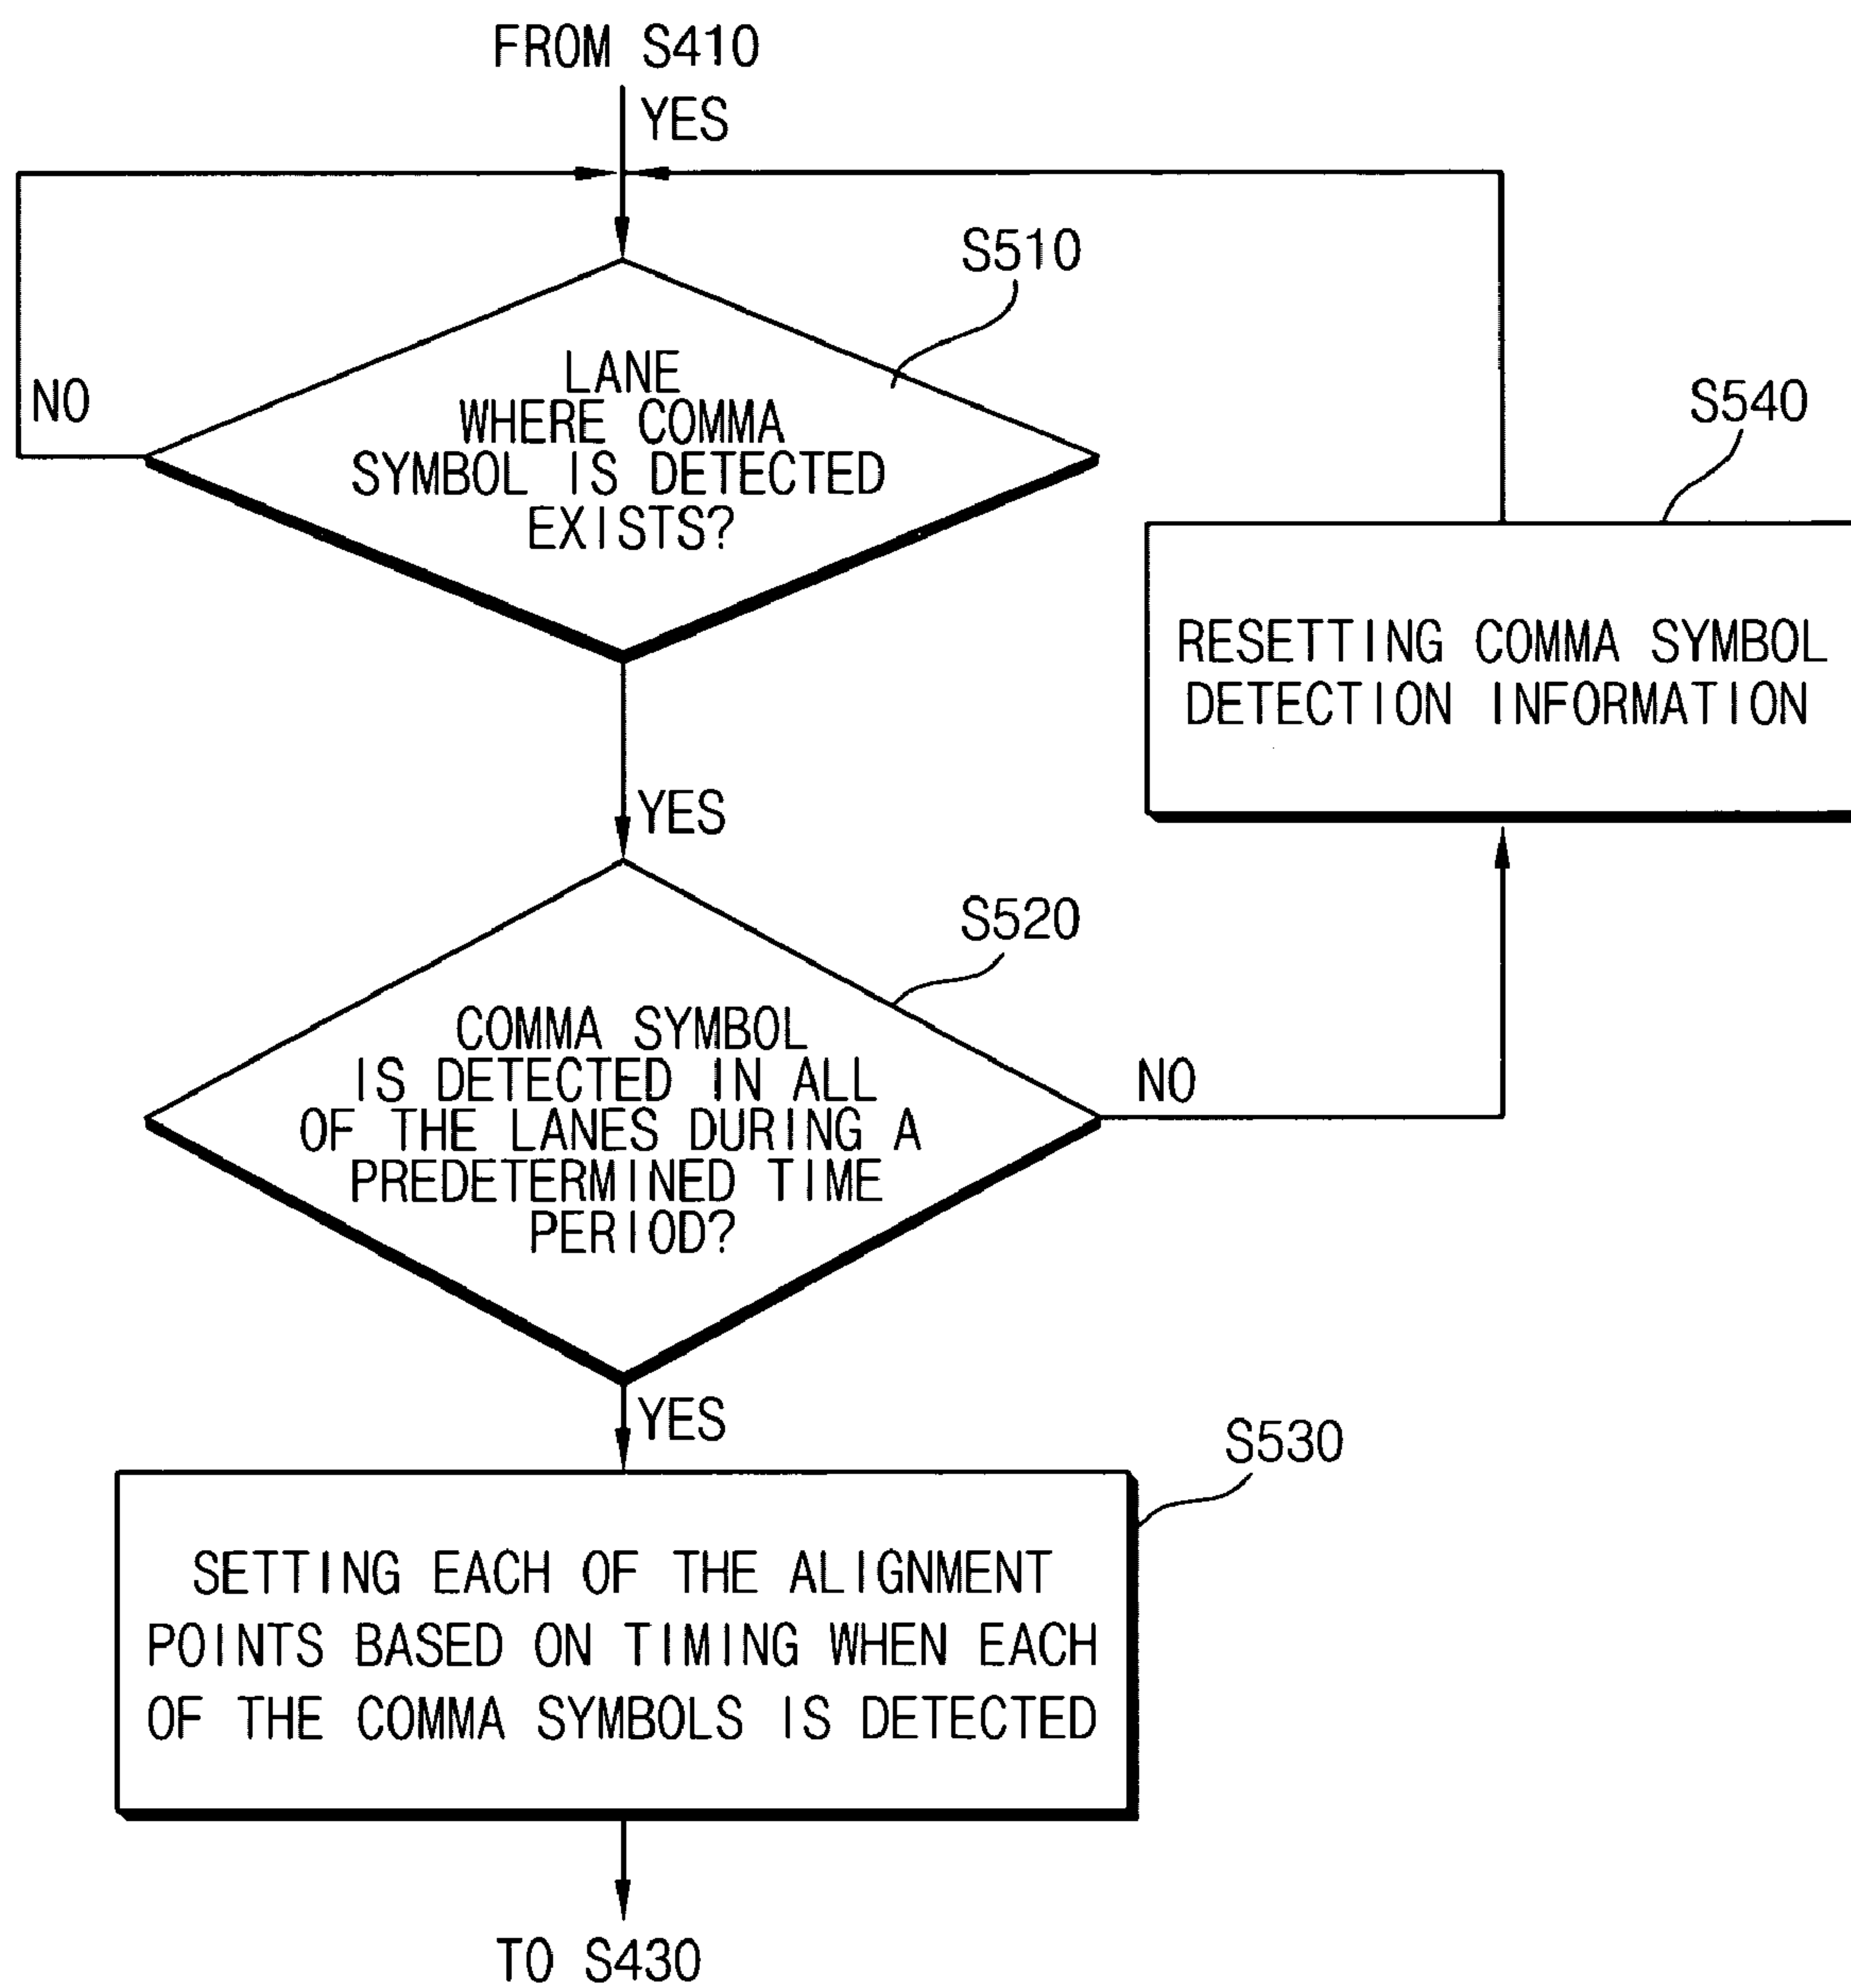 FROM S410
YES
S510
LANE
WHERE COMMA
SYMBOL IS DETECTED
EXISTS?
NO
S540
RESETTING COMMA SYMBOL
DETECTION INFORMATION
YES
S520
COMMA SYMBOL
IS DETECTED IN ALL
OF THE LANES DURING A
PREDETERMINED TIME
PERIOD?
NO
YES
S530
SETTING EACH OF THE ALIGNMENT
POINTS BASED ON TIMING WHEN EACH
OF THE COMMA SYMBOLS IS DETECTED
TO S430